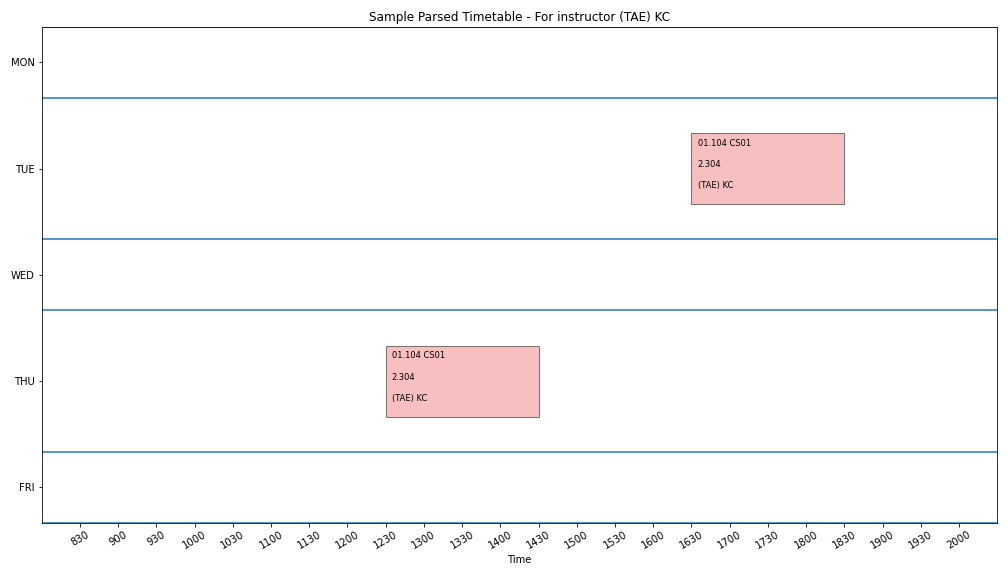 Sample Parsed Timetable - For instructor (TAE) KC
MON
TUE
01.104 CS01
2.304
(TAE) KC
WED
THU
01.104 CS01
2.304
(TAE) KC
FRI
830 900 930 1000 1030 1100 1130 1200 1230 1300 1330 1400 1430 1500 1530 1600 1630 1700 1730 1800 1830 1900 1930 2000
Time